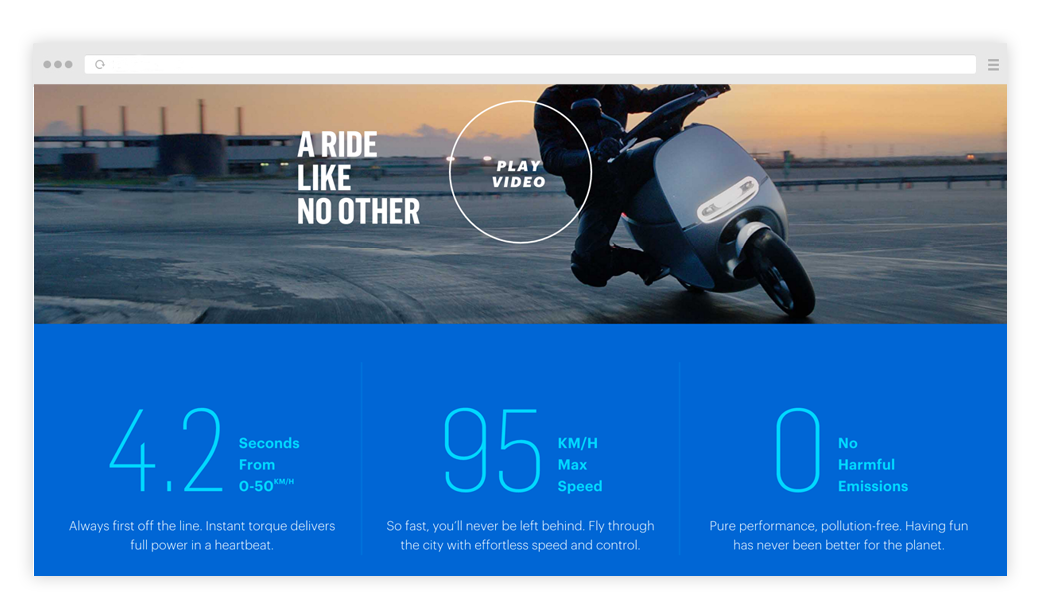 A RIDE
LIKE
NO OTHER
PLAY
VIDEO
4.2
Seconds
From
0-50KM/H
Always first off the line. Instant torque delivers
full power in a heartbeat.
95
KM/H
Max
Speed
So fast, you'll never be left behind. Fly through
the city with effortless speed and control.
0
No
Harmful
Emissions
Pure performance, pollution-free. Having fun
has never been better for the planet.